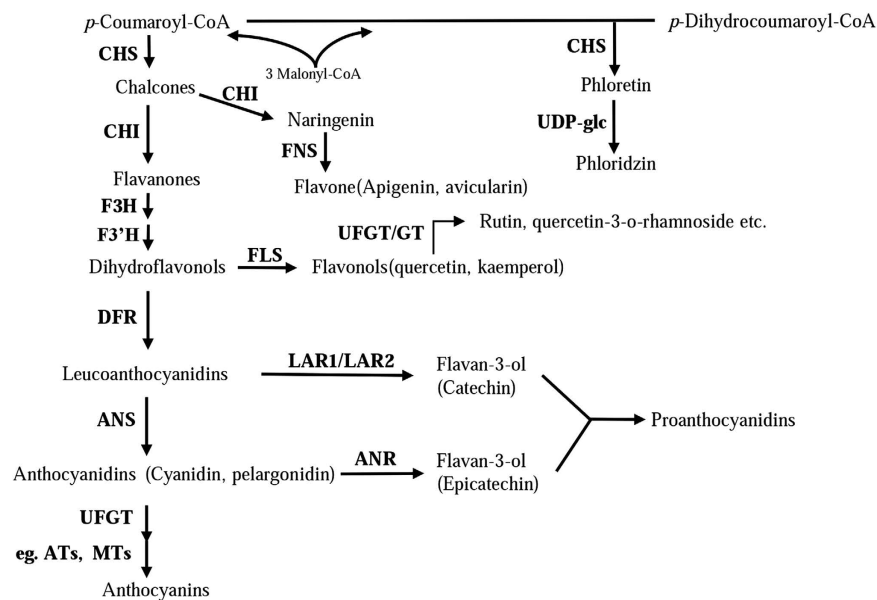 p-Coumaroyl-CoA
p-Dihydrocoumaroyl-CoA
CHS
CHS
3 Malonyl-CoA
Chalcones
CHI
Phloretin
CHI
Naringenin
UDP-glc
FNS
Phloridzin
Flavanones
Flavone(Apigenin, avicularin)
F3H
F3’H
UFGT/GT
Rutin, quercetin-3-o-rhamnoside etc.
Dihydroflavonols
FLS
Flavonols(quercetin, kaemperol)
DFR
Leucoanthocyanidins
LAR1/LAR2
Flavan-3-ol
(Catechin)
ANS
Proanthocyanidins
Anthocyanidins (Cyanidin, pelargonidin)
ANR
Flavan-3-ol
(Epicatechin)
UFGT
eg. ATs, MTs
Anthocyanins